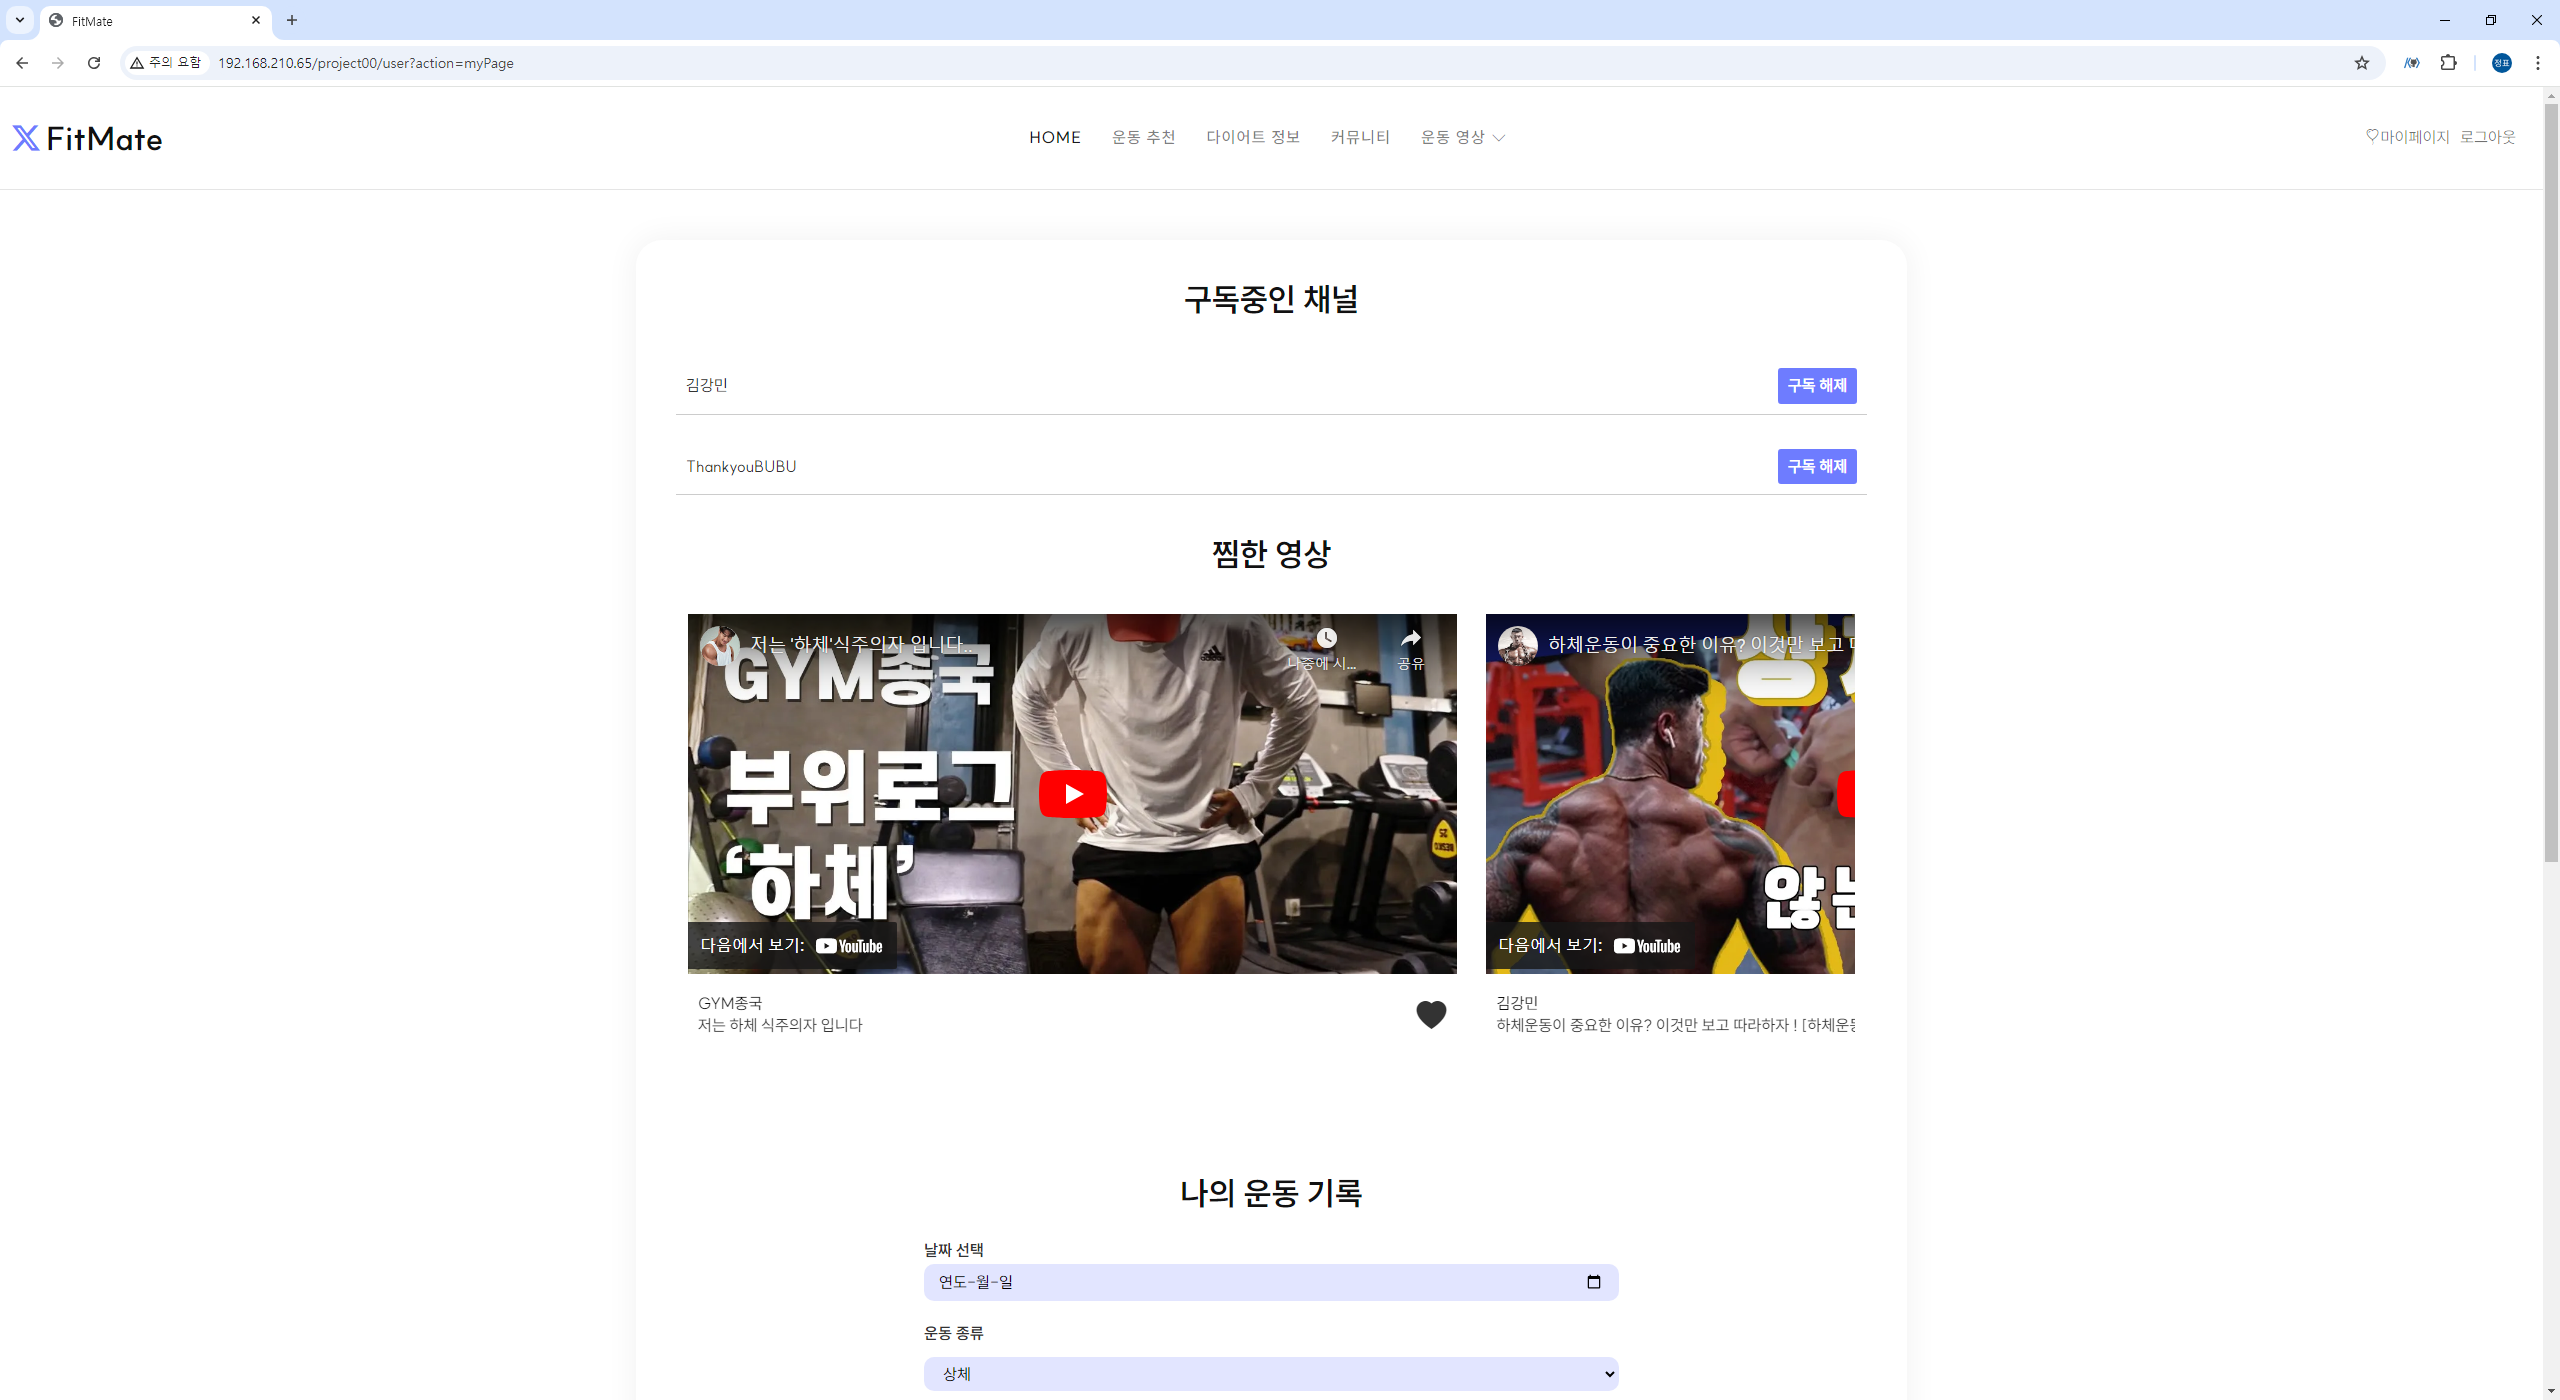 FitMate
주의 요함
192.168.210.65/project00/user?action=myPage
정표
FitMate
HOME
운동 추천
다이어트 정보
커뮤니티
운동 영상
마이페이지
로그아웃
구독중인 채널
김강민
구독 해제
ThankyouBUBU
구독 해제
찜한 영상
저는 '하체'식주의자 입니다..
나중에 시...
공유
GYM종국
부위로그
‘하체’
다음에서 보기:
YouTube
하체운동이 중요한 이유? 이것만 보고
않는
다음에서 보기:
YouTube
GYM종국
저는 하체 식주의자 입니다
김강민
하체운동이 중요한 이유? 이것만 보고 따라하자 ! [하체운동
나의 운동 기록
날짜 선택
연도-월-일
운동 종류
상체